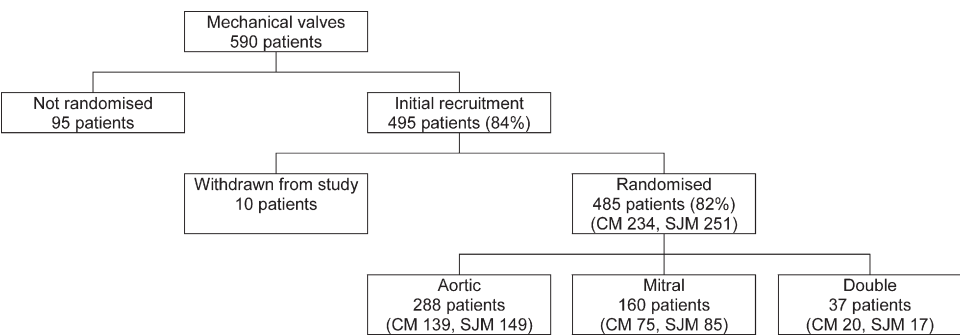 Mechanical valves
590 patients
Not randomised
95 patients
Initial recruitment
495 patients (84%)
Withdrawn from study
10 patients
Randomised
485 patients (82%)
(CM 234, SJM 251)
Aortic
288 patients
(CM 139, SJM 149)
Mitral
160 patients
(CM 75, SJM 85)
Double
37 patients
(CM 20, SJM 17)